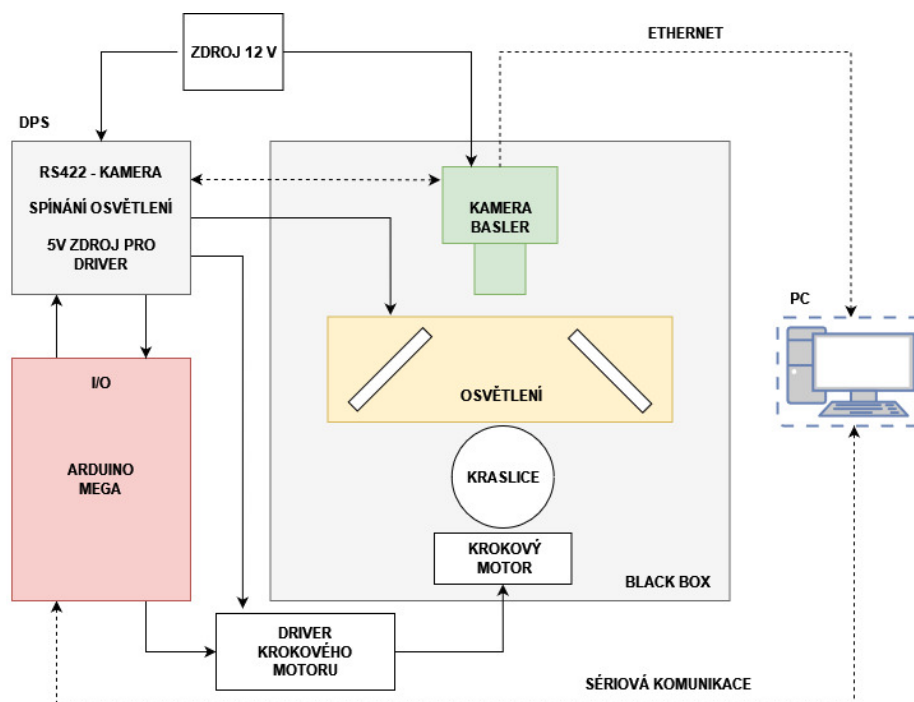 ZDROJ 12 V
ETHERNET
DPS
RS422 - KAMERA
SPÍNÁNÍ OSVĚTLENÍ
5V ZDROJ PRO
DRIVER
KAMERA
BASLER
PC
I/O
OSVĚTLENÍ
ARDUINO
MEGA
KRASLICE
KROKOVÝ
MOTOR
BLACK BOX
DRIVER
KROKOVÉHO
MOTORU
SÉRIOVÁ KOMUNIKACE